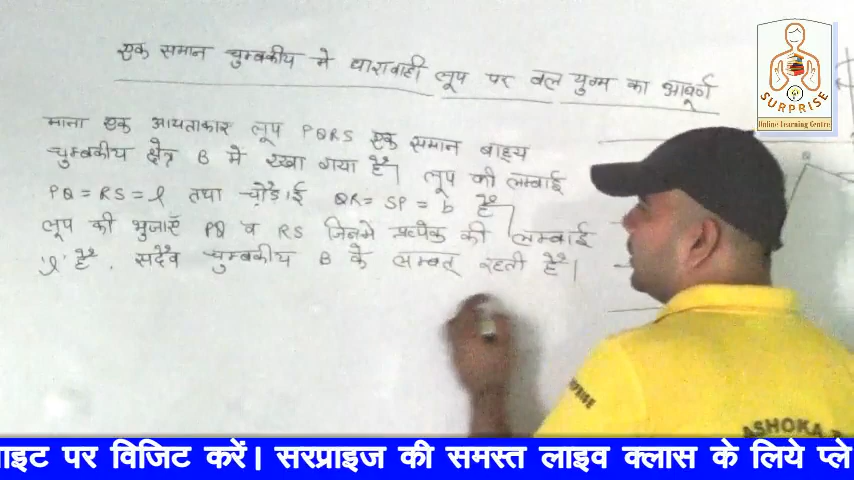 एक समान चुम्बकीय मे धारावाही लूप पर बल युग्म का आघूर्ण
माना एक आयताकार लूप PQRS एक समान बाह्य
चुम्बकीय क्षेत्र B में रखा गया है। लूप की लम्बाई
PQ = RS = l तथा चौड़ाई QR = SP = b है
लूप की भुजाएँ PQ व RS जिनमे प्रत्येक की लम्बाई
'l' है, सदैव चुम्बकीय B के लम्बत् रहती है।
SURPRISE
Online Learning Centre
ASHOKA
ाइट पर विजिट करें। सरप्राइज की समस्त लाइव क्लास के लिये प्ले